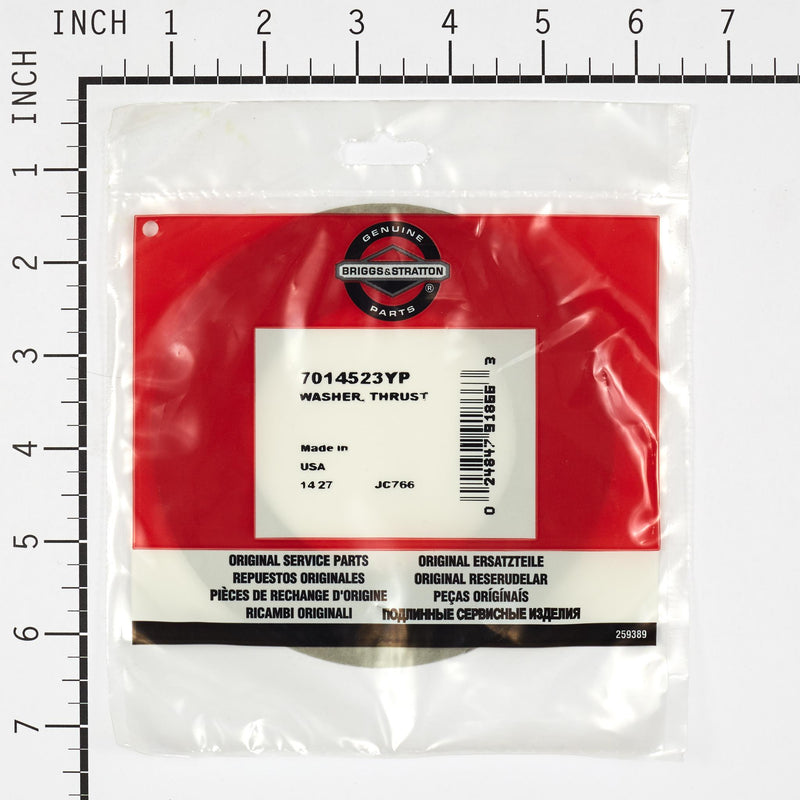 INCH 1 2 3 4 5 6 7
INCH
1
2
3
4
5
6
7
GENUINE
BRIGGS&STRATTON
®
PARTS
7014523YP
WASHER, THRUST
Made in
USA
14 27 JC766
0 24847 91866 3
ORIGINAL SERVICE PARTS ORIGINAL ERSATZTEILE
REPUESTOS ORIGINALES ORIGINAL RESERUDELAR
PIÈCES DE RECHANGE D'ORIGINE PEÇAS ORÍGÍNAÍS
RICAMBI ORIGINALI ПОДЛИННЫЕ СЕРВИСНЫЕ ИЗДЕЛИЯ
259389